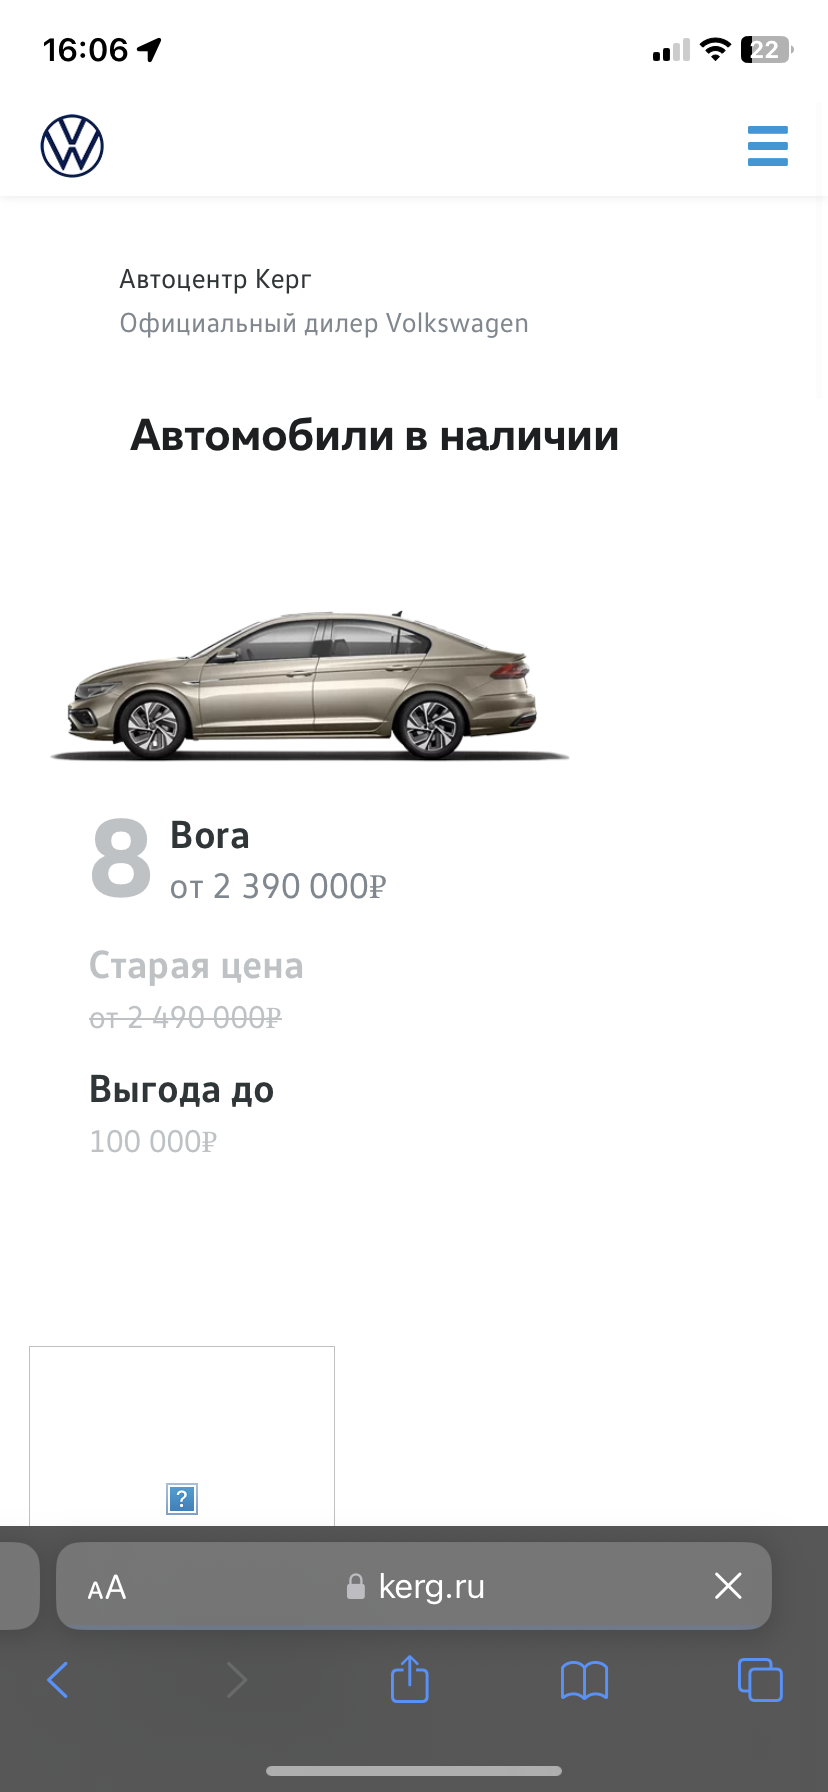 16:06
22
Автоцентр Керг
Официальный дилер Volkswagen
Автомобили в наличии
8 Bora
от 2 390 000₽
Старая цена
от 2 490 000₽
Выгода до
100 000₽
?
AA kerg.ru